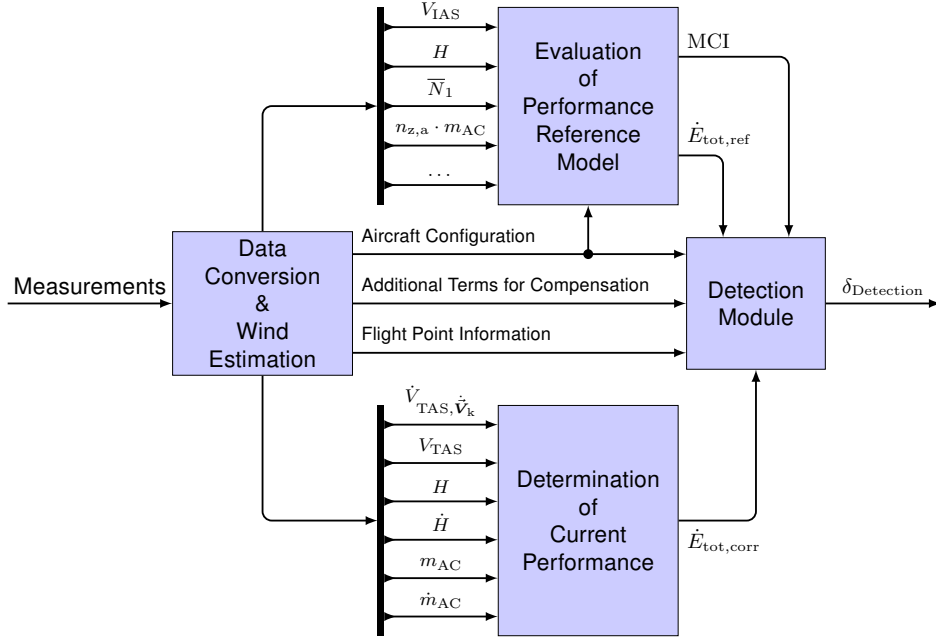 V_IAS
H
N̅_1
n_z,a · m_AC
...
Evaluation
of
Performance
Reference
Model
MCI
Ė_tot,ref
Measurements
Data
Conversion
&
Wind
Estimation
Aircraft Configuration
Additional Terms for Compensation
Flight Point Information
Detection
Module
δ_Detection
V̇_TAS, v̇⃗_k
V_TAS
H
Ḣ
m_AC
ṁ_AC
Determination
of
Current
Performance
Ė_tot,corr